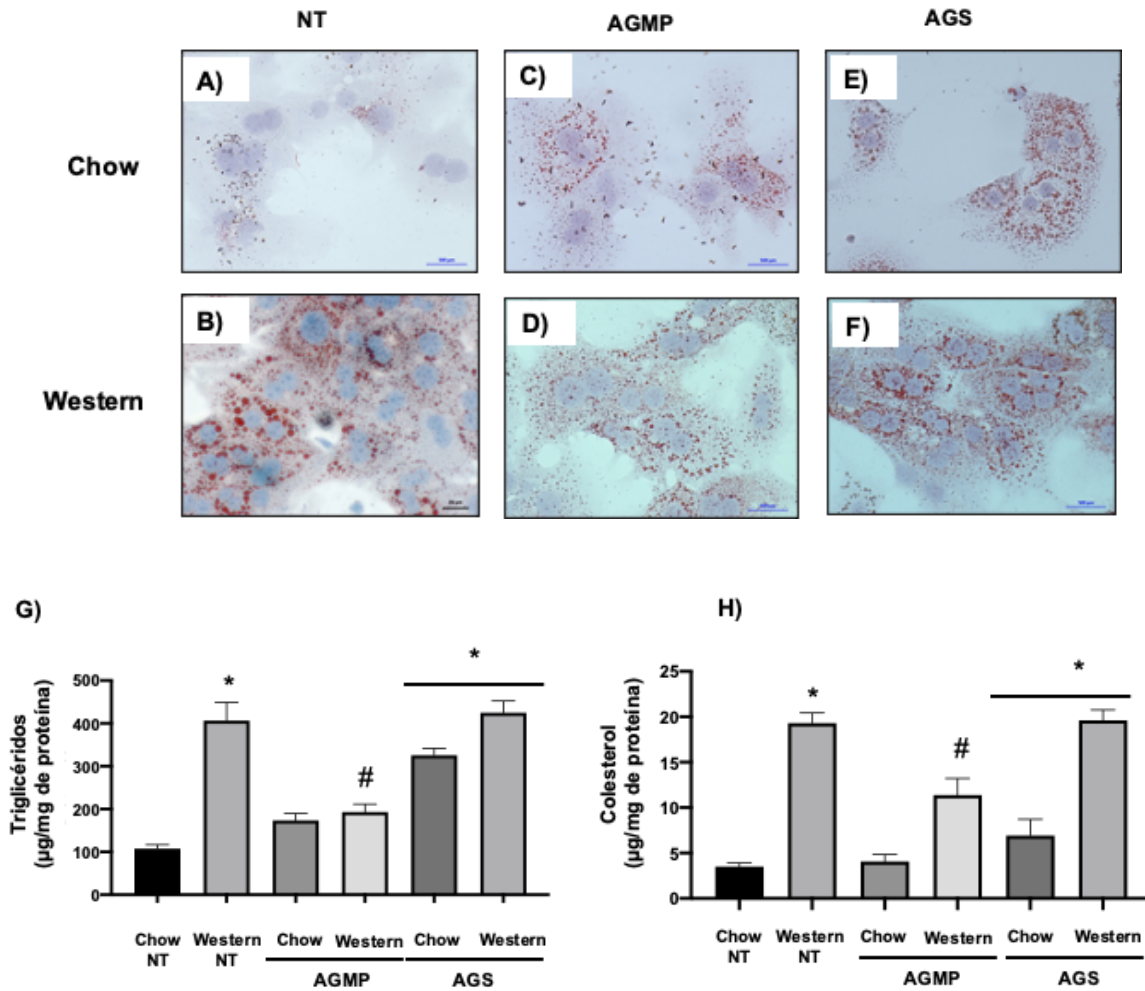 NT
AGMP
AGS
A)
C)
E)
Chow
B)
D)
F)
Western
G)
H)
Triglicéridos
(µg/mg de proteína)
500
400
300
200
100
0
*
#
*
Chow
NT
Western
NT
Chow
Western
Chow
Western
AGMP
AGS
Colesterol
(µg/mg de proteína)
25
20
15
10
5
0
*
#
*
Chow
NT
Western
NT
Chow
Western
Chow
Western
AGMP
AGS